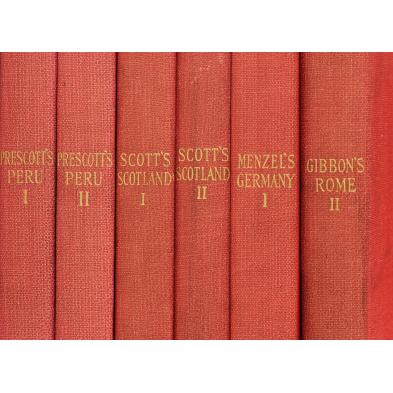 PRESCOTT'S
PERU
I
PRESCOTT'S
PERU
II
SCOTT'S
SCOTLAND
I
SCOTT'S
SCOTLAND
II
MENZEL'S
GERMANY
I
GIBBON'S
ROME
II